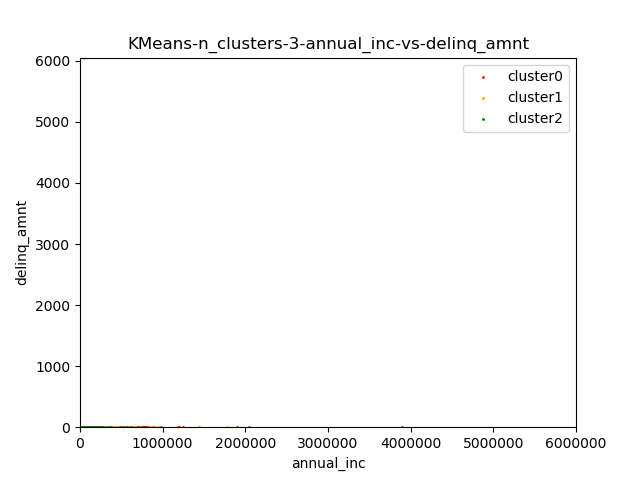 KMeans-n_clusters-3-annual_inc-vs-delinq_amnt
cluster0
cluster1
cluster2
6000
5000
4000
3000
2000
1000
0
delinq_amnt
0 1000000 2000000 3000000 4000000 5000000 6000000
annual_inc